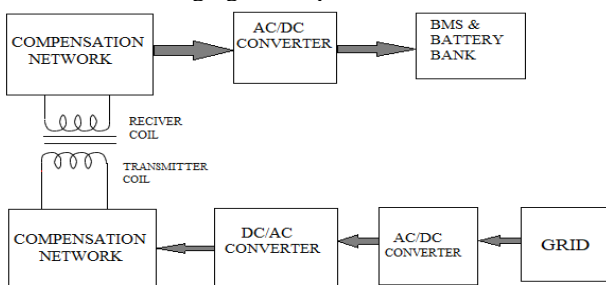 COMPENSATION
NETWORK
AC/DC
CONVERTER
BMS &
BATTERY
BANK
RECIVER
COIL
TRANSMITTER
COIL
COMPENSATION
NETWORK
DC/AC
CONVERTER
AC/DC
CONVERTER
GRID